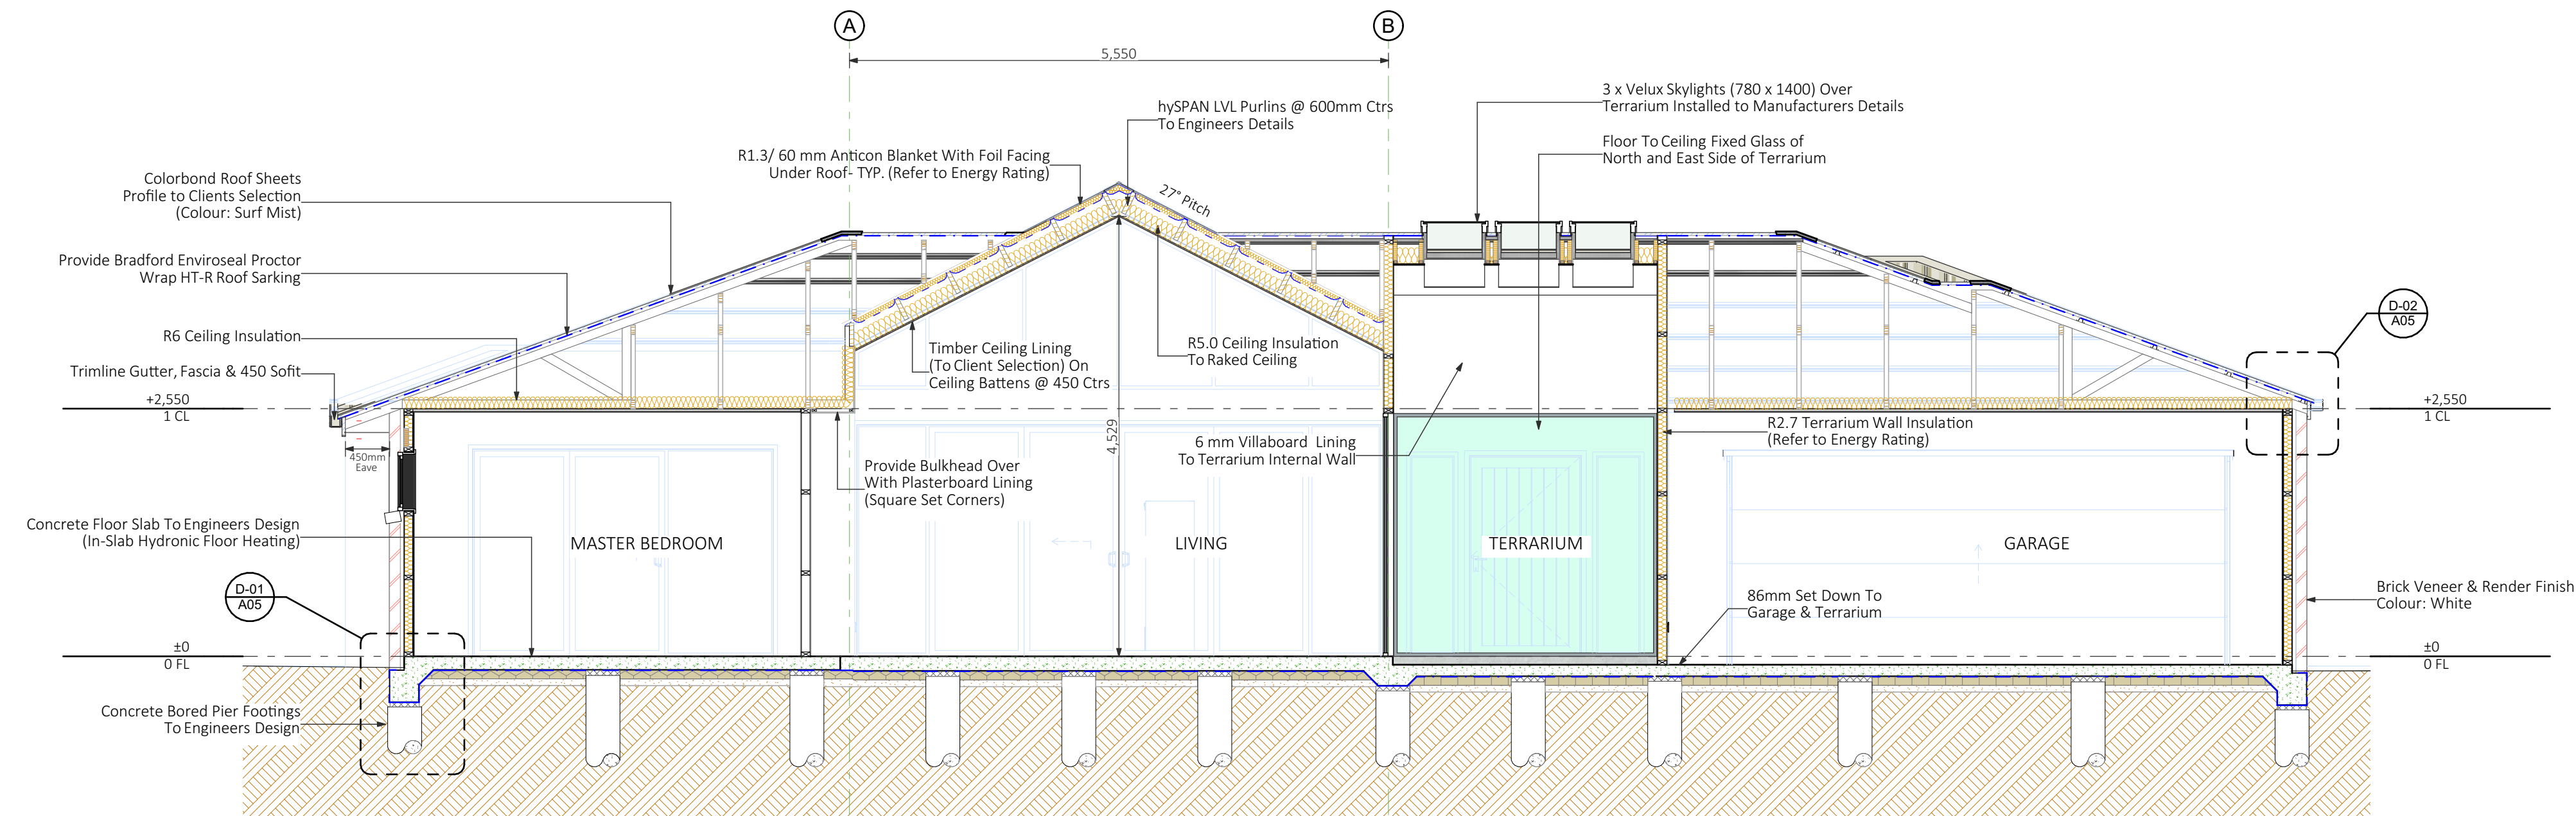 A
B
5,550
3 x Velux Skylights (780 x 1400) Over
Terrarium Installed to Manufacturers Details
hySPAN LVL Purlins @ 600mm Ctrs
To Engineers Details
Floor To Ceiling Fixed Glass of
North and East Side of Terrarium
R1.3/ 60 mm Anticon Blanket With Foil Facing
Under Roof- TYP. (Refer to Energy Rating)
27° Pitch
Colorbond Roof Sheets
Profile to Clients Selection
(Colour: Surf Mist)
Provide Bradford Enviroseal Proctor
Wrap HT-R Roof Sarking
R6 Ceiling Insulation
Trimline Gutter, Fascia & 450 Sofit
+2,550
1 CL
450mm
Eave
Timber Ceiling Lining
(To Client Selection) On
Ceiling Battens @ 450 Ctrs
R5.0 Ceiling Insulation
To Raked Ceiling
D-02
A05
+2,550
1 CL
4,529
6 mm Villaboard Lining
To Terrarium Internal Wall
R2.7 Terrarium Wall Insulation
(Refer to Energy Rating)
Provide Bulkhead Over
With Plasterboard Lining
(Square Set Corners)
Concrete Floor Slab To Engineers Design
(In-Slab Hydronic Floor Heating)
MASTER BEDROOM
LIVING
TERRARIUM
GARAGE
D-01
A05
86mm Set Down To
Garage & Terrarium
Brick Veneer & Render Finish
Colour: White
±0
0 FL
±0
0 FL
Concrete Bored Pier Footings
To Engineers Design